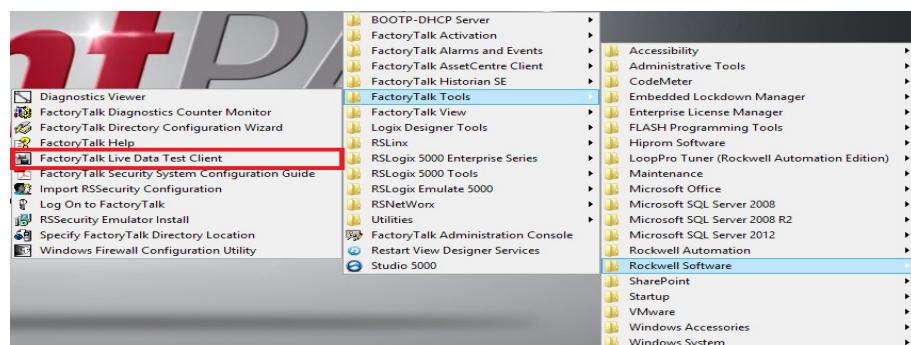 ntPA
Diagnostics Viewer
FactoryTalk Diagnostics Counter Monitor
FactoryTalk Directory Configuration Wizard
FactoryTalk Help
FactoryTalk Live Data Test Client
FactoryTalk Security System Configuration Guide
Import RSSecurity Configuration
Log On to FactoryTalk
RSSecurity Emulator Install
Specify FactoryTalk Directory Location
Windows Firewall Configuration Utility
BOOTP-DHCP Server
FactoryTalk Activation
FactoryTalk Alarms and Events
FactoryTalk AssetCentre Client
FactoryTalk Historian SE
FactoryTalk Tools
FactoryTalk View
Logix Designer Tools
RSLinx
RSLogix 5000 Enterprise Series
RSLogix 5000 Tools
RSLogix Emulate 5000
RSNetWorx
Utilities
FactoryTalk Administration Console
Restart View Designer Services
Studio 5000
Accessibility
Administrative Tools
CodeMeter
Embedded Lockdown Manager
Enterprise License Manager
FLASH Programming Tools
Hiprom Software
LoopPro Tuner (Rockwell Automation Edition)
Maintenance
Microsoft Office
Microsoft SQL Server 2008
Microsoft SQL Server 2008 R2
Microsoft SQL Server 2012
Rockwell Automation
Rockwell Software
SharePoint
Startup
VMware
Windows Accessories
Windows System